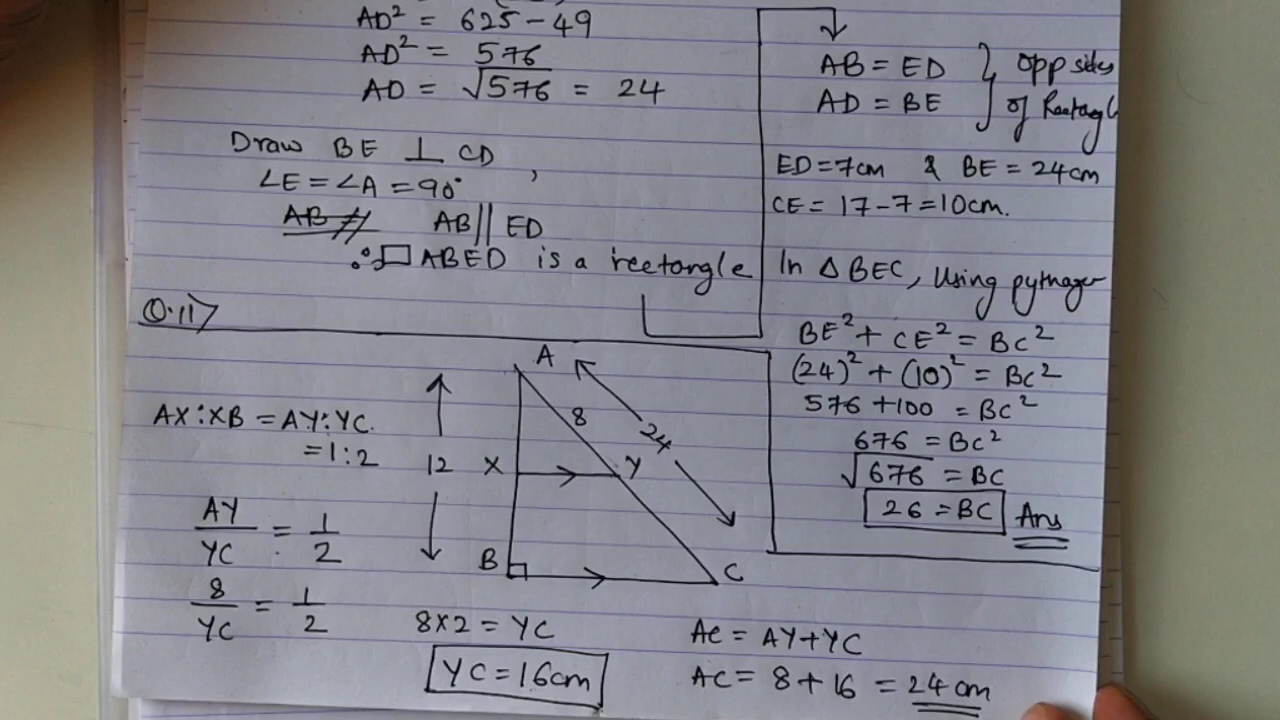 AD² = 625 - 49
AD² = 576
AD = √576 = 24
Draw BE ⊥ CD,
∠E = ∠A = 90°
AB // AB || ED
∴ □ABED is a rectangle
AB = ED } opp sides
AD = BE } of Rectangl
ED = 7cm & BE = 24cm
CE = 17 - 7 = 10cm.
In △BEC, Using pythagor
BE² + CE² = BC²
(24)² + (10)² = BC²
576 + 100 = BC²
676 = BC²
√676 = BC
26 = BC Ans
Q.11>
AX:XB = AY:YC
= 1:2
AY/YC = 1/2
8/YC = 1/2
A
8
24
12 X Y
B C
8 x 2 = YC
YC = 16cm
AC = AY + YC
AC = 8 + 16 = 24 cm